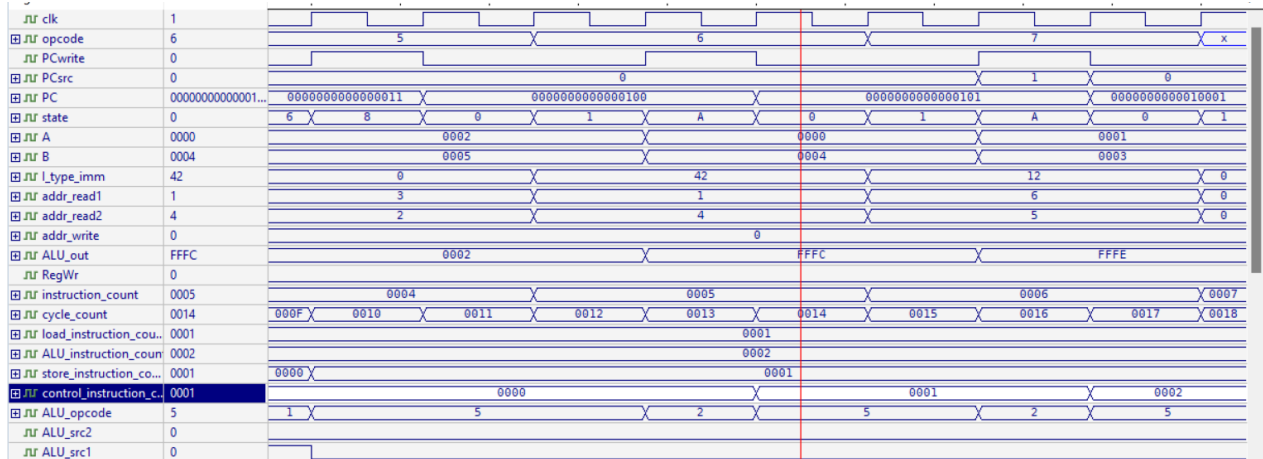 clk 1
opcode 6 5 6 7 x
PCwrite 0
PCsrc 0 0 1 0
PC 00000000000001... 0000000000000011 0000000000000100 0000000000000101 0000000000010001
state 0 6 8 0 1 A 0 1 A 0 1
A 0000 0002 0000 0001
B 0004 0005 0004 0003
I_type_imm 42 0 42 12 0
addr_read1 1 3 1 6 0
addr_read2 4 2 4 5 0
addr_write 0 0
ALU_out FFFC 0002 FFFC FFFE
RegWr 0
instruction_count 0005 0004 0005 0006 0007
cycle_count 0014 000F 0010 0011 0012 0013 0014 0015 0016 0017 0018
load_instruction_cou... 0001 0001
ALU_instruction_count 0002 0002
store_instruction_co... 0001 0000 0001
control_instruction_c... 0001 0000 0001 0002
ALU_opcode 5 1 5 2 5 2 5
ALU_src2 0
ALU_src1 0